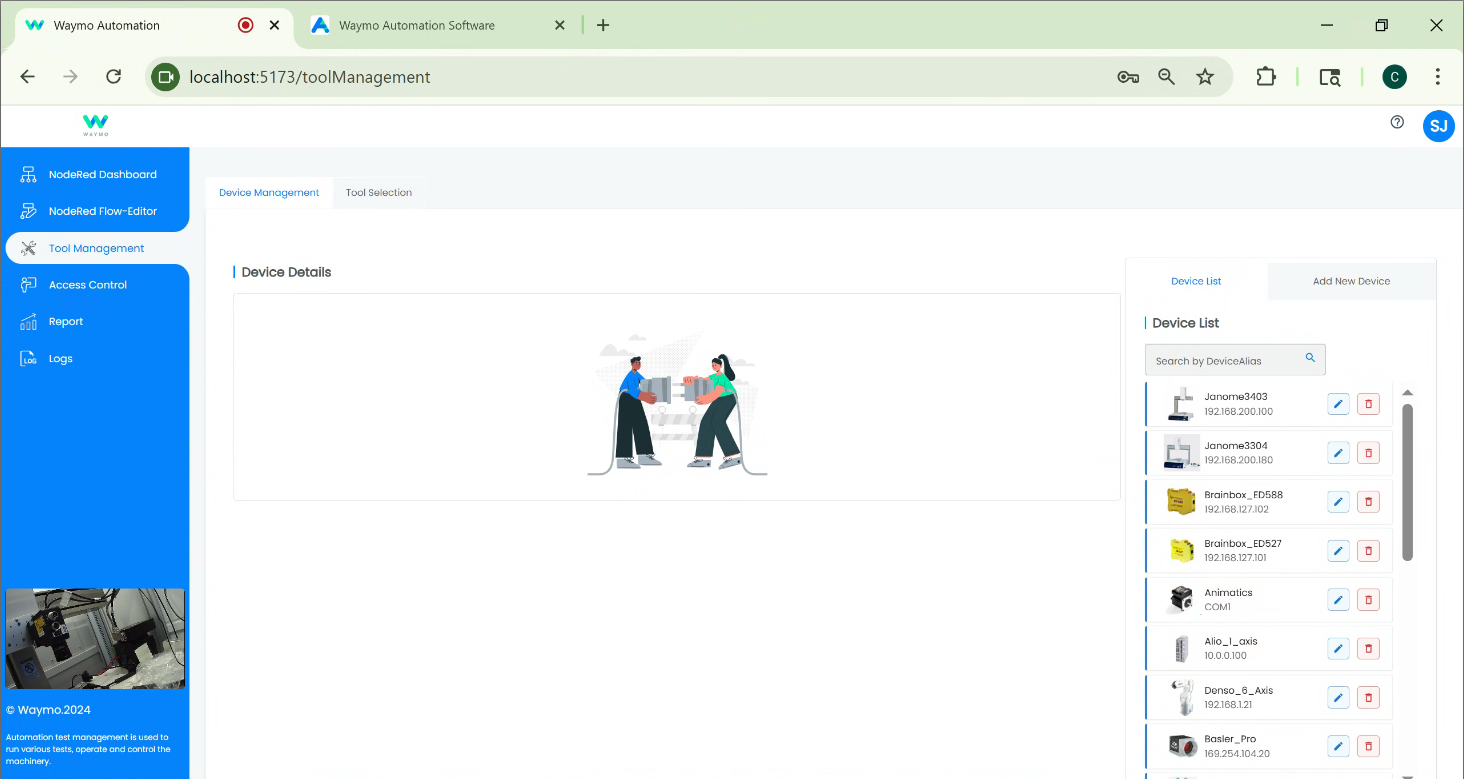 Waymo Automation
Waymo Automation Software
localhost:5173/toolManagement
C
WAYMO
SJ
NodeRed Dashboard
NodeRed Flow-Editor
Tool Management
Access Control
Report
LOG
Logs
© Waymo.2024
Automation test management is used to
run various tests, operate and control the
machinery.
Device Management
Tool Selection
Device Details
Device List
Add New Device
Device List
Search by DeviceAlias
Janome3403
192.168.200.100
Janome3304
192.168.200.180
Brainbox_ED588
192.168.127.102
Brainbox_ED527
192.168.127.101
Animatics
COM1
Alio_1_axis
10.0.0.100
Denso_6_Axis
192.168.1.21
Basler_Pro
169.254.104.20